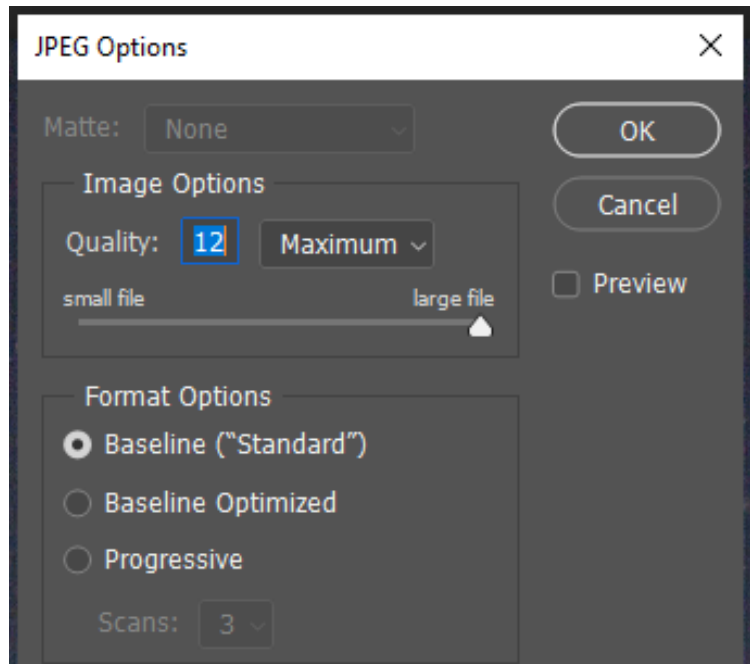 JPEG Options
Matte: None
OK
Image Options
Cancel
Quality: 12 Maximum
Preview
small file large file
Format Options
Baseline (“Standard”)
Baseline Optimized
Progressive
Scans: 3